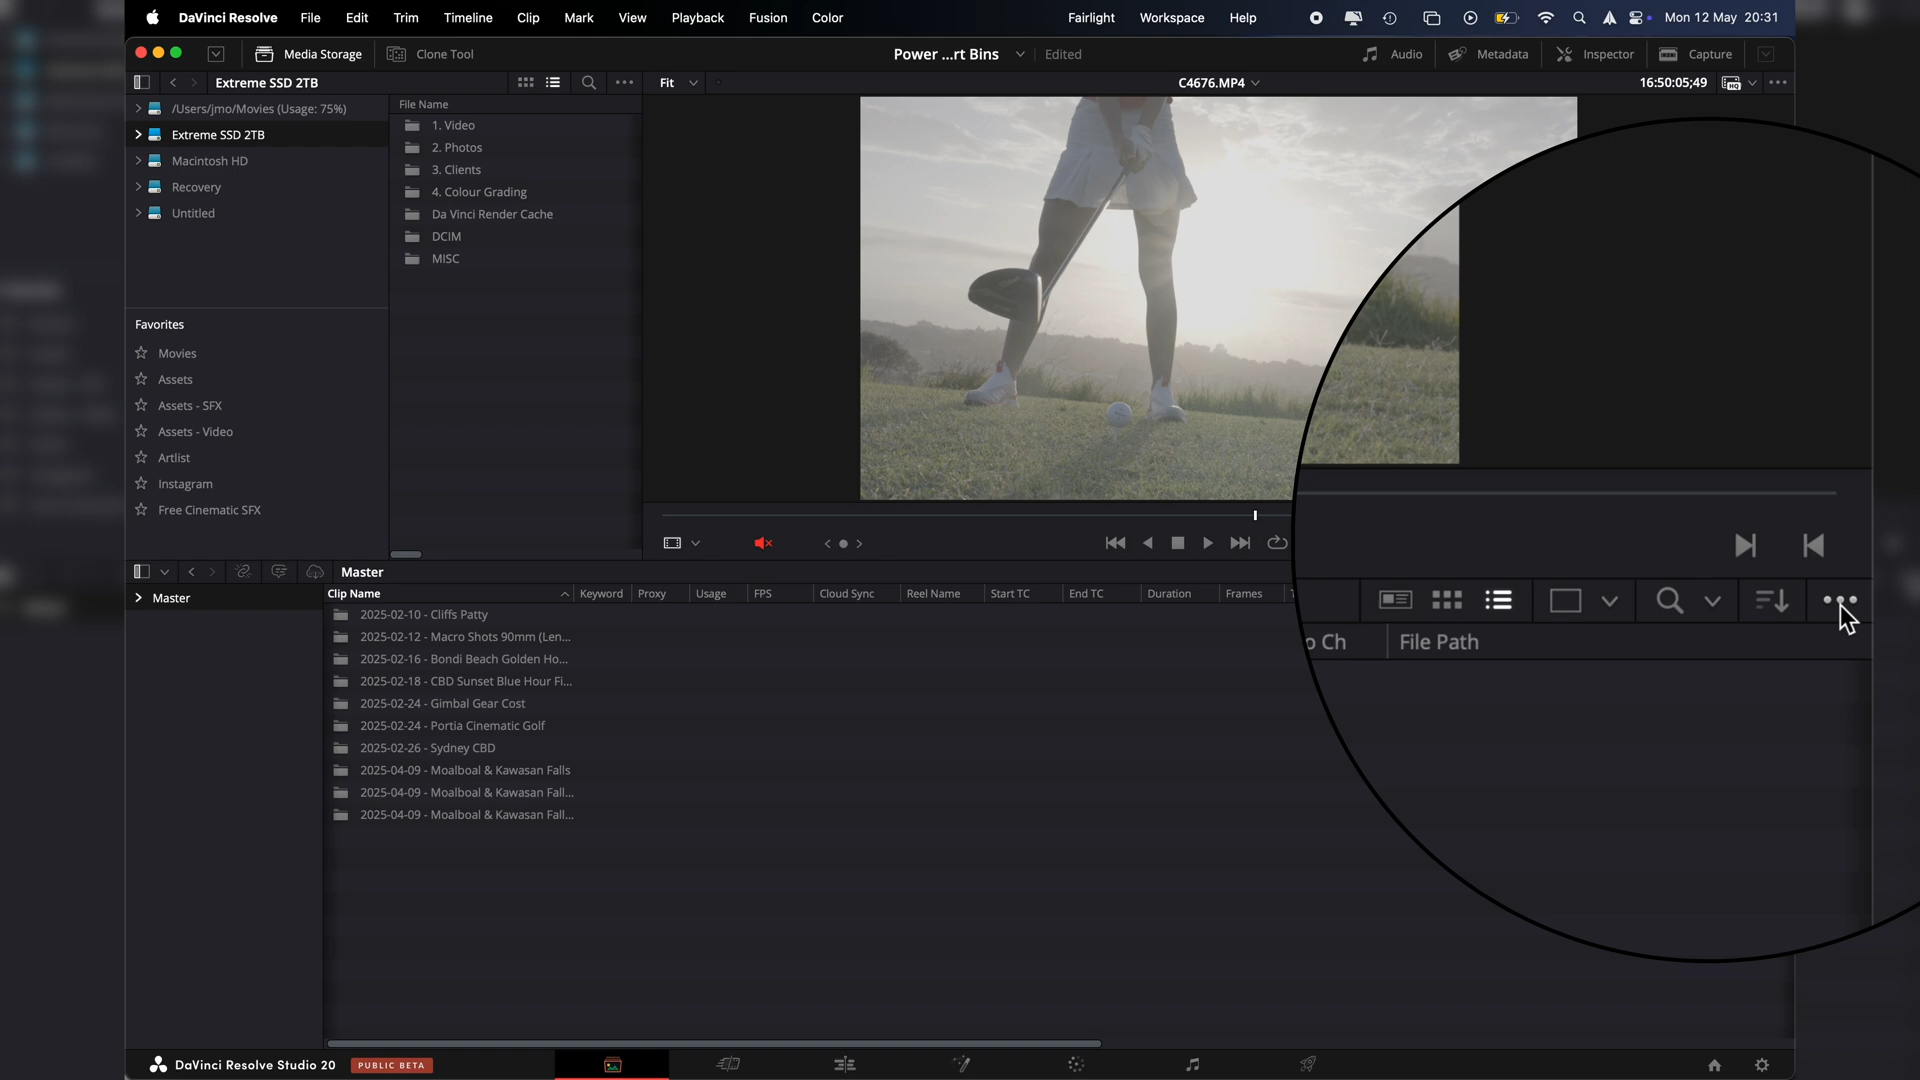 DaVinci Resolve File Edit Trim Timeline Clip Mark View Playback Fusion Color Fairlight Workspace Help Mon 12 May 20:31
Media Storage Clone Tool Power ...rt Bins Edited Audio Metadata Inspector Capture
Extreme SSD 2TB Fit C4676.MP4 16:50:05;49
/Users/jmo/Movies (Usage: 75%)
Extreme SSD 2TB
Macintosh HD
Recovery
Untitled
File Name
1. Video
2. Photos
3. Clients
4. Colour Grading
Da Vinci Render Cache
DCIM
MISC
Favorites
Movies
Assets
Assets - SFX
Assets - Video
Artlist
Instagram
Free Cinematic SFX
Master
Master
Clip Name Keyword Proxy Usage FPS Cloud Sync Reel Name Start TC End TC Duration Frames
2025-02-10 - Cliffs Patty
2025-02-12 - Macro Shots 90mm (Len...
2025-02-16 - Bondi Beach Golden Ho...
2025-02-18 - CBD Sunset Blue Hour Fi...
2025-02-24 - Gimbal Gear Cost
2025-02-24 - Portia Cinematic Golf
2025-02-26 - Sydney CBD
2025-04-09 - Moalboal & Kawasan Falls
2025-04-09 - Moalboal & Kawasan Fall...
2025-04-09 - Moalboal & Kawasan Fall...
o Ch File Path
DaVinci Resolve Studio 20 PUBLIC BETA